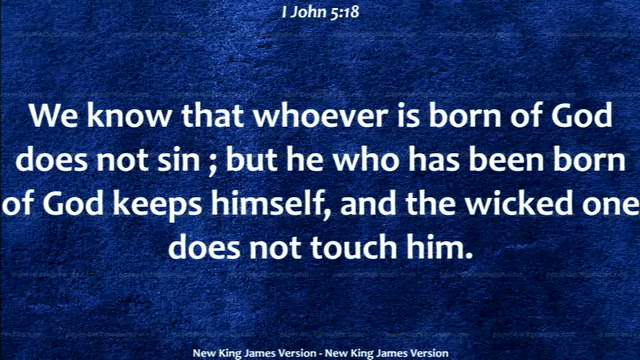 I John 5:18
We know that whoever is born of God
does not sin ; but he who has been born
of God keeps himself, and the wicked one
does not touch him.
New King James Version - New King James Version